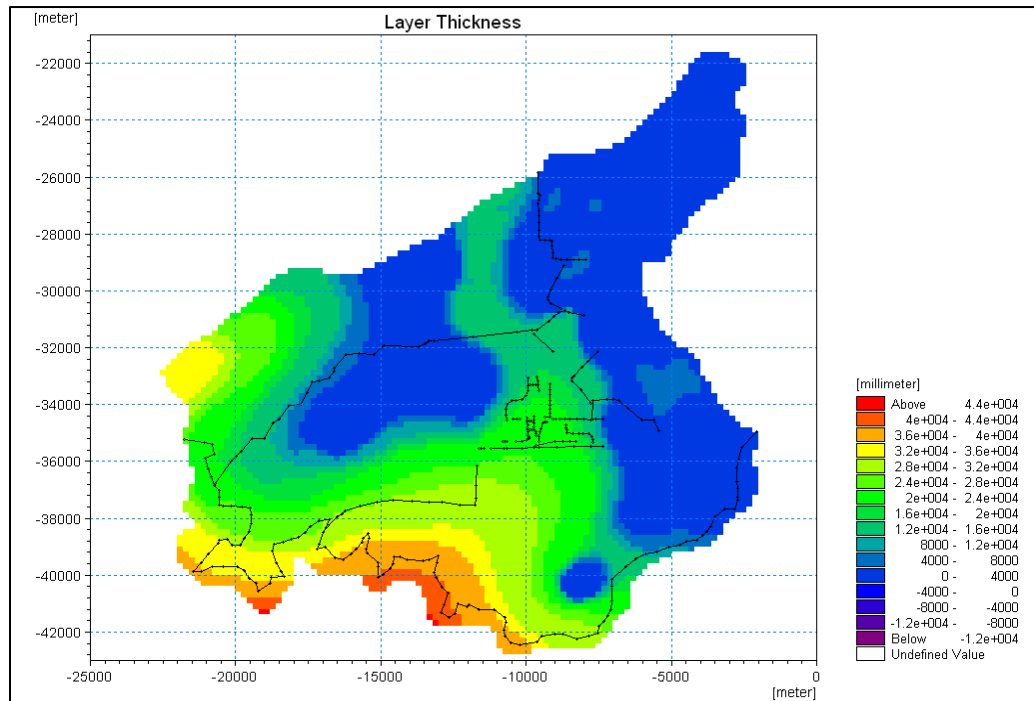 [meter]
Layer Thickness
-22000
-24000
-26000
-28000
-30000
-32000
-34000
-36000
-38000
-40000
-42000
-25000 -20000 -15000 -10000 -5000 0
[meter]
[millimeter]
Above 4.4e+004
4e+004 - 4.4e+004
3.6e+004 - 4e+004
3.2e+004 - 3.6e+004
2.8e+004 - 3.2e+004
2.4e+004 - 2.8e+004
2e+004 - 2.4e+004
1.6e+004 - 2e+004
1.2e+004 - 1.6e+004
8000 - 1.2e+004
4000 - 8000
0 - 4000
-4000 - 0
-8000 - -4000
-1.2e+004 - -8000
Below -1.2e+004
Undefined Value